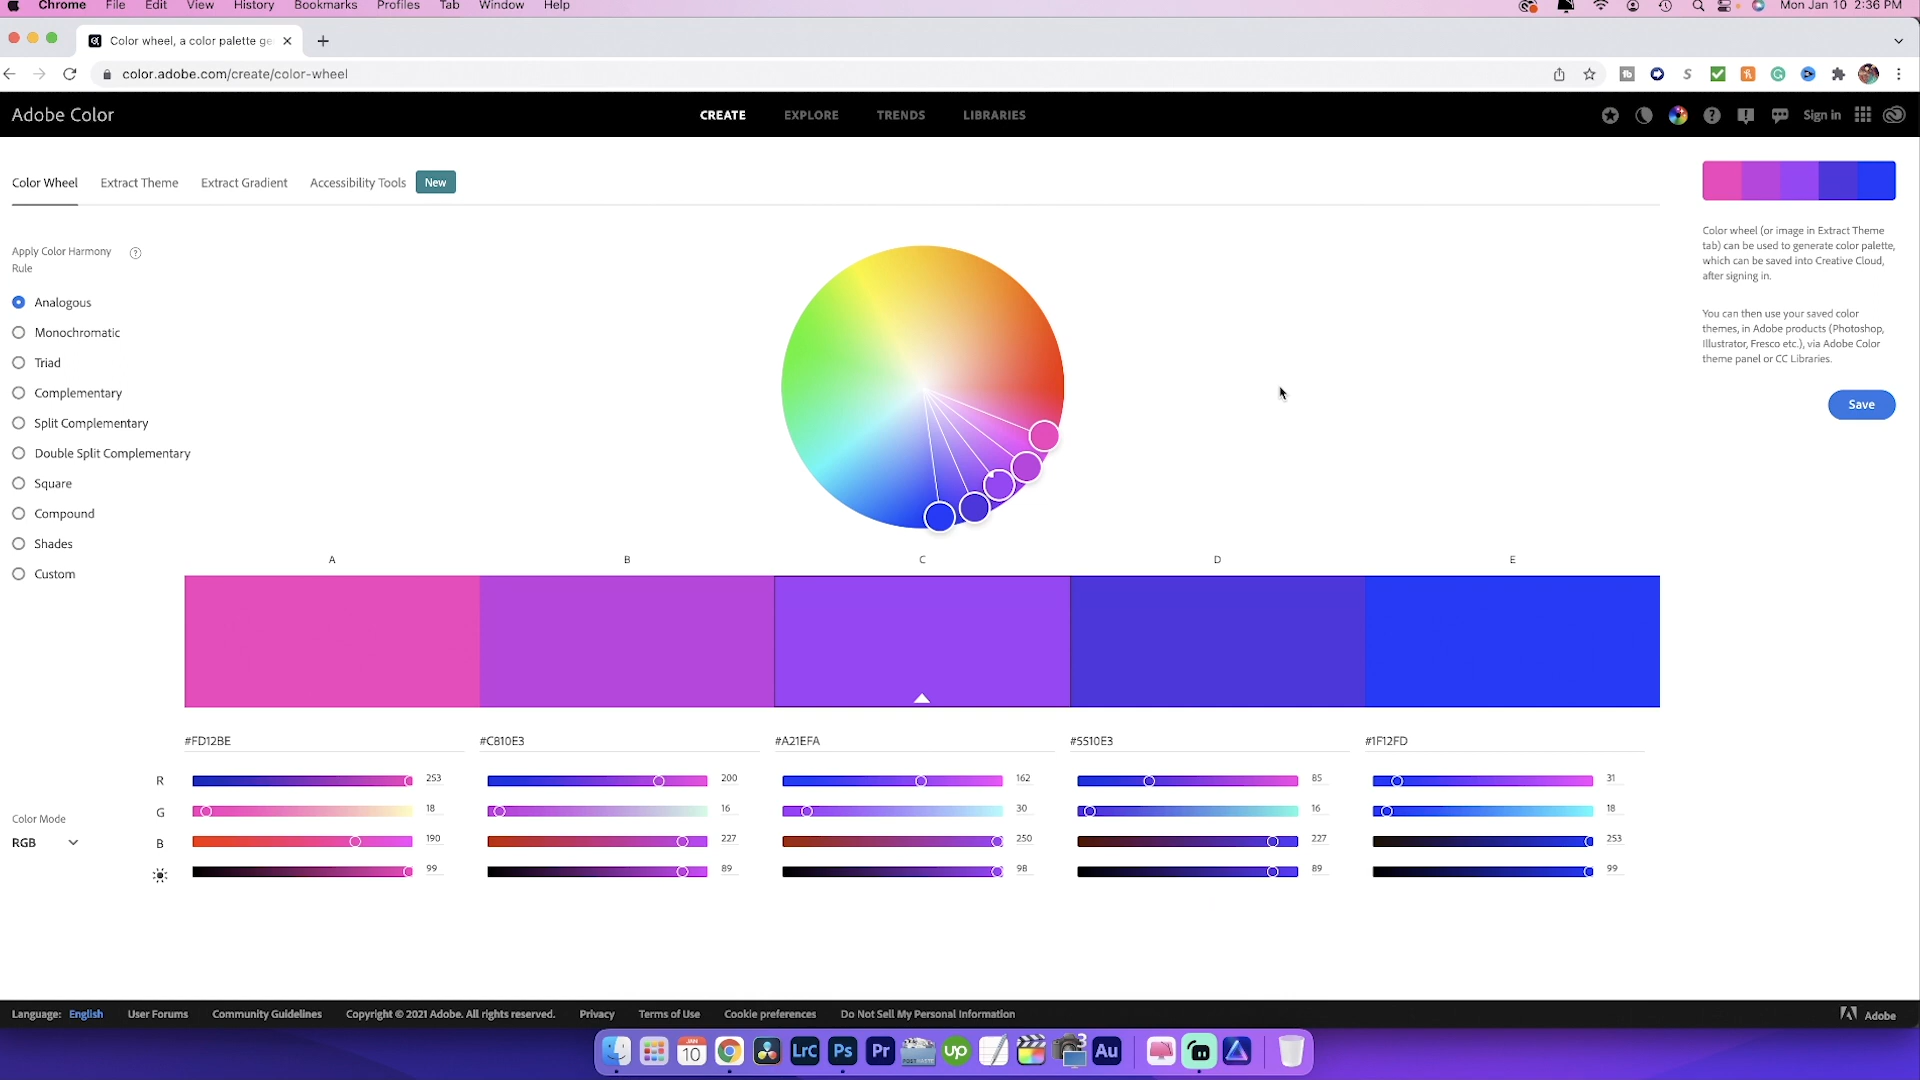 Chrome File Edit View History Bookmarks Profiles Tab Window Help Mon Jan 10 2:36 PM
Color wheel, a color palette ge
color.adobe.com/create/color-wheel
Adobe Color CREATE EXPLORE TRENDS LIBRARIES Sign in
Color Wheel Extract Theme Extract Gradient Accessibility Tools New
Apply Color Harmony
Rule
Analogous
Monochromatic
Triad
Complementary
Split Complementary
Double Split Complementary
Square
Compound
Shades
Custom
Color wheel (or image in Extract Theme
tab) can be used to generate color palette,
which can be saved into Creative Cloud,
after signing in.
You can then use your saved color
themes, in Adobe products (Photoshop,
Illustrator, Fresco etc.), via Adobe Color
theme panel or CC Libraries.
Save
A B C D E
#FD12BE #C810E3 #A21EFA #5510E3 #1F12FD
R 253 200 162 85 31
G 18 16 30 16 18
B 190 227 250 227 253
99 89 98 89 99
Color Mode
RGB
Language: English User Forums Community Guidelines Copyright © 2021 Adobe. All rights reserved. Privacy Terms of Use Cookie preferences Do Not Sell My Personal Information Adobe
JAN
10 LrC Ps Pr up 3 Au